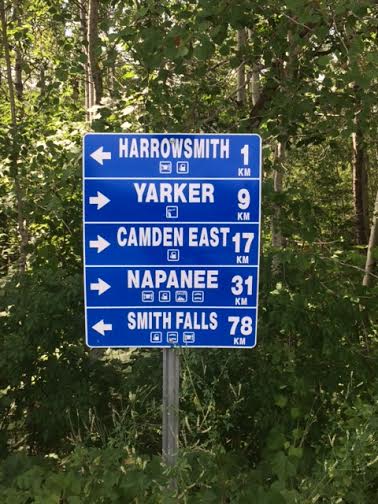 ← HARROWSMITH 1 KM
→ YARKER 9 KM
→ CAMDEN EAST 17 KM
→ NAPANEE 31 KM
← SMITH FALLS 78 KM